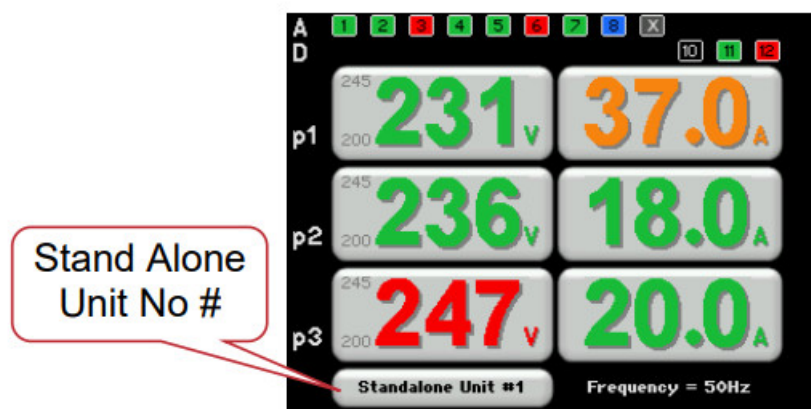 A 1 2 3 4 5 6 7 8 X
D 10 11 12
p1 245 200 231 V 37.0 A
p2 245 200 236 V 18.0 A
p3 245 200 247 V 20.0 A
Stand Alone
Unit No #
Standalone Unit #1 Frequency = 50Hz